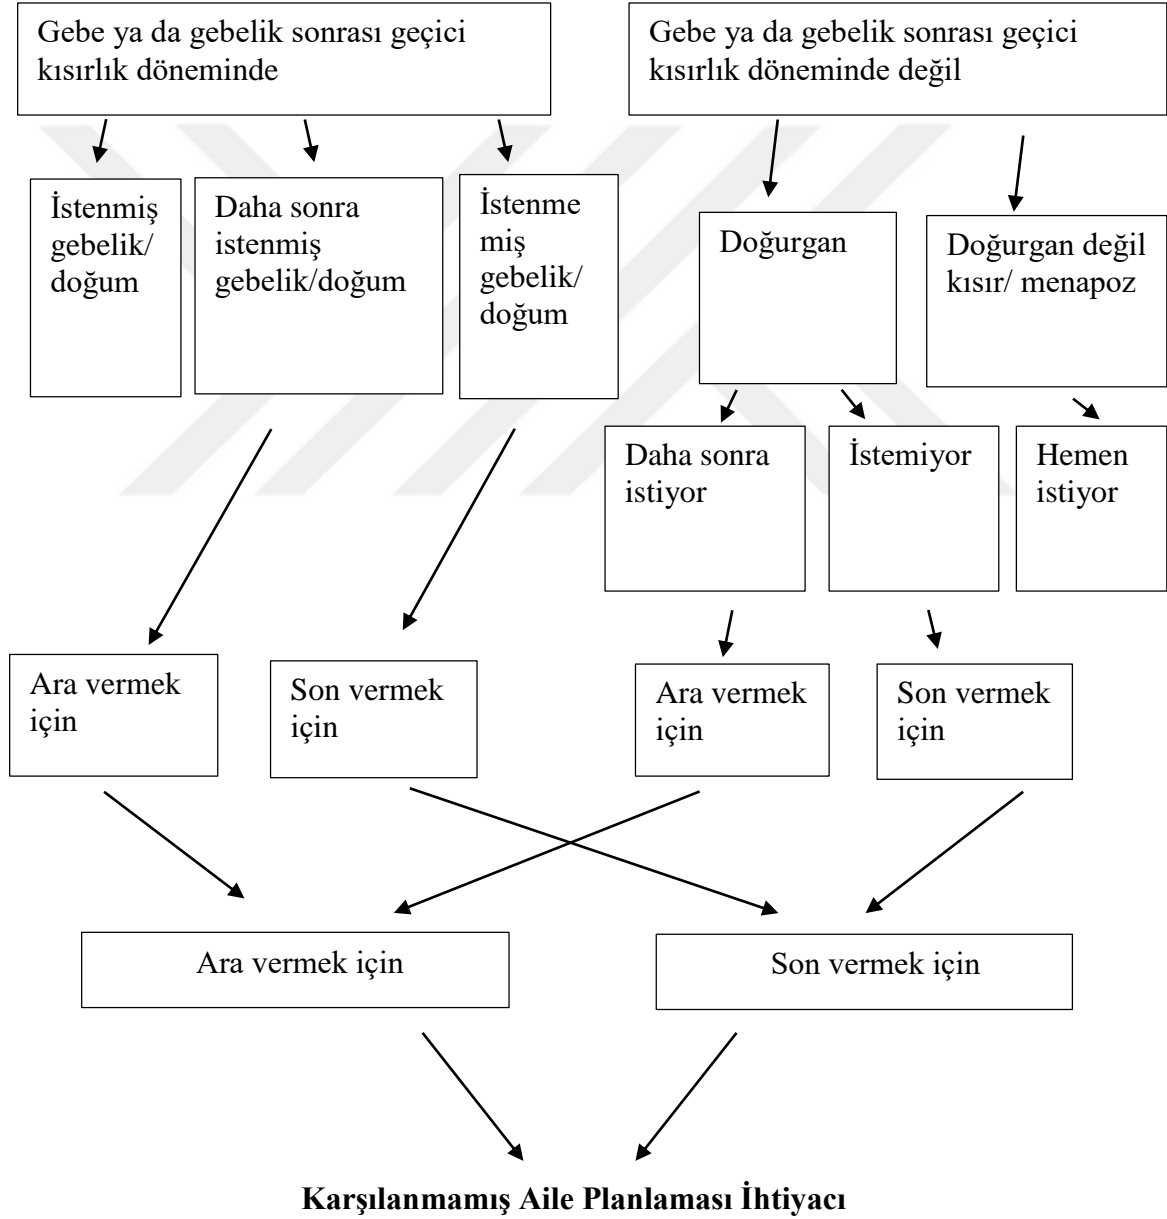 Gebe ya da gebelik sonrası geçici
kısırlık döneminde
Gebe ya da gebelik sonrası geçici
kısırlık döneminde değil
İstenmiş
gebelik/
doğum
Daha sonra
istenmiş
gebelik/doğum
İstenme
miş
gebelik/
doğum
Doğurgan
Doğurgan değil
kısır/ menapoz
Daha sonra
istiyor
İstemiyor
Hemen
istiyor
Ara vermek
için
Son vermek
için
Ara vermek
için
Son vermek
için
Ara vermek için
Son vermek için
Karşılanmamış Aile Planlaması İhtiyacı